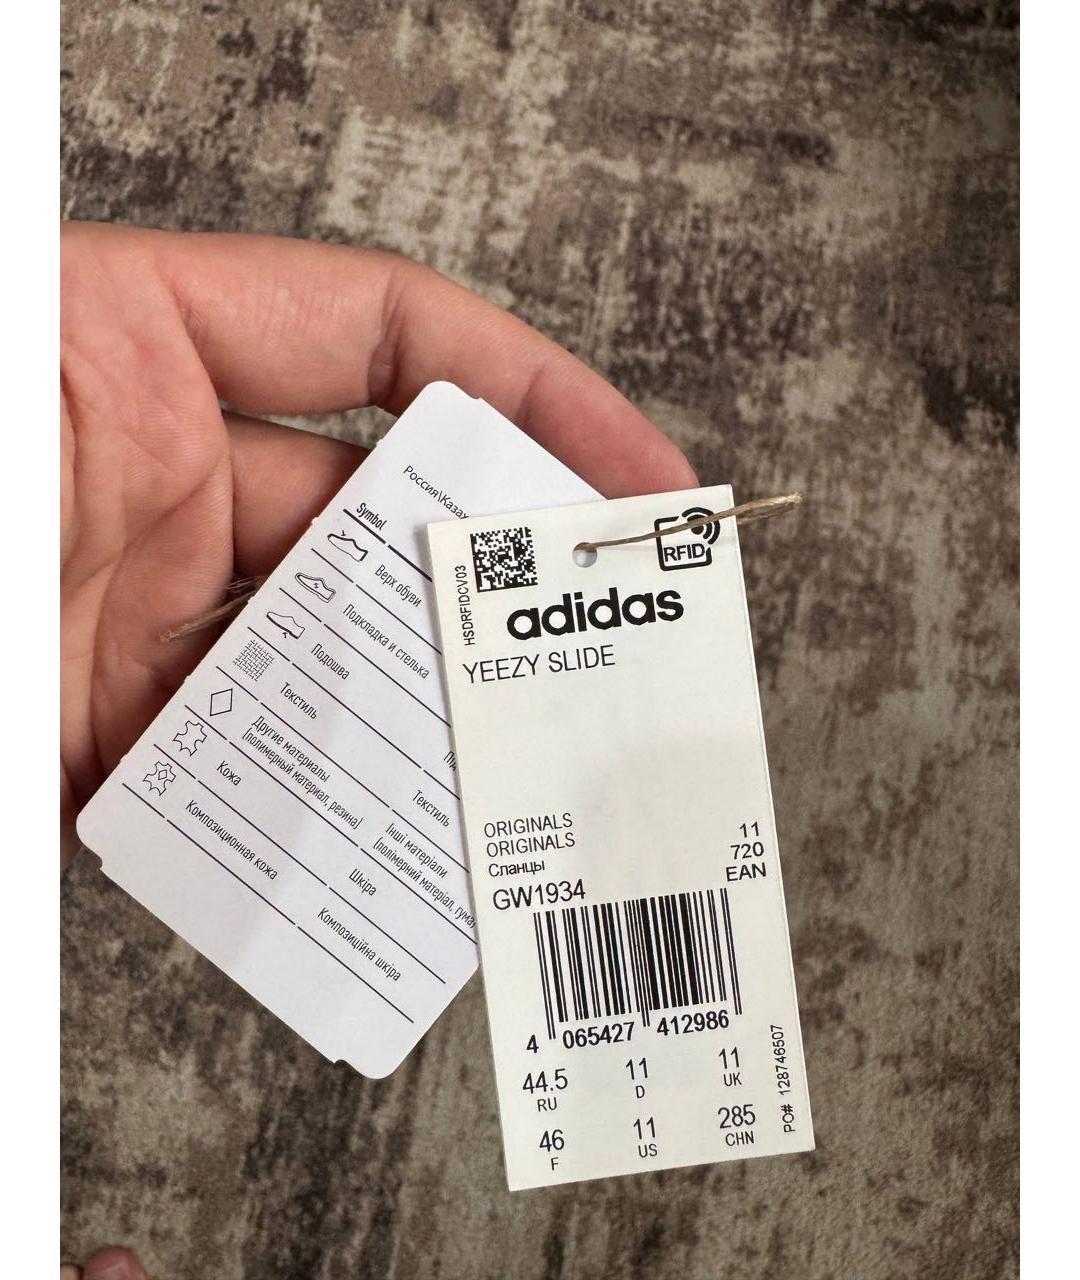 Россия\Казах
Symbol
Верх обуви
Подкладка и стелька
Подошва
Текстиль
Другие материалы
(полимерный материал, резина)
Кожа
Композиционная кожа
Під
Текстиль
Інші матеріали
(полімерний матеріал, гума)
Шкіра
Композиційна шкіра
HSDRFIDCV03
RFID
adidas
YEEZY SLIDE
ORIGINALS
ORIGINALS
Сланцы
11
720
EAN
GW1934
4 065427 412986
44.5 11 11
RU D UK
46 11 285
F US CHN
PO# 128746507